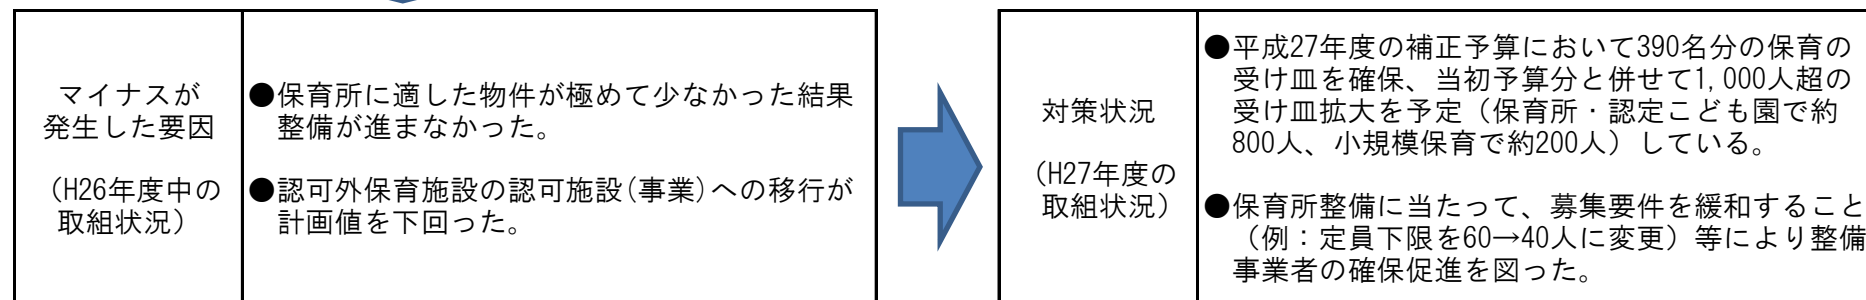 マイナスが
発生した要因
（H26年度中の
取組状況）
●保育所に適した物件が極めて少なかった結果
整備が進まなかった。
●認可外保育施設の認可施設(事業)への移行が
計画値を下回った。
対策状況
（H27年度の
取組状況）
●平成27年度の補正予算において390名分の保育の
受け皿を確保、当初予算分と併せて1,000人超の
受け皿拡大を予定（保育所・認定こども園で約
800人、小規模保育で約200人）している。
●保育所整備に当たって、募集要件を緩和すること
（例：定員下限を60→40人に変更）等により整備
事業者の確保促進を図った。